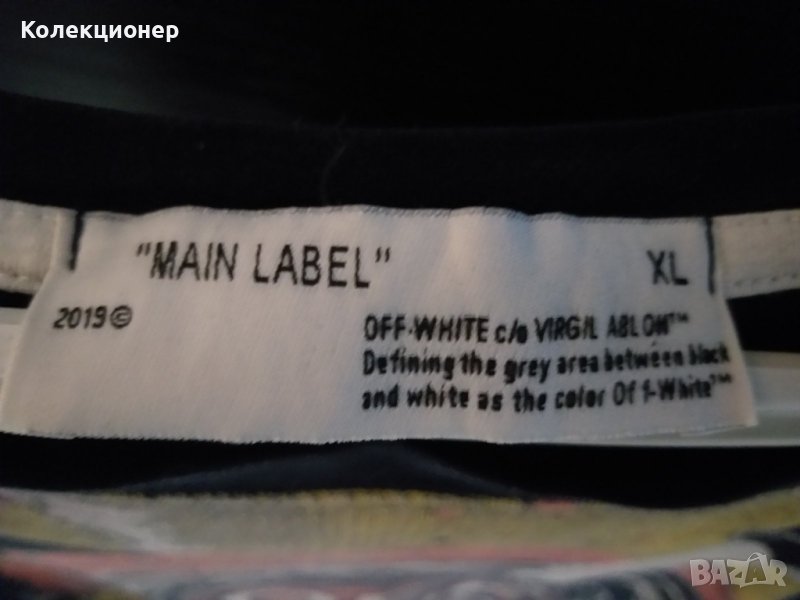 Колекционер
"MAIN LABEL" XL
2019©
OFF-WHITE c/o VIRGIL ABLOH™
Defining the grey area between black
and white as the color Of f-White™
BAZAR